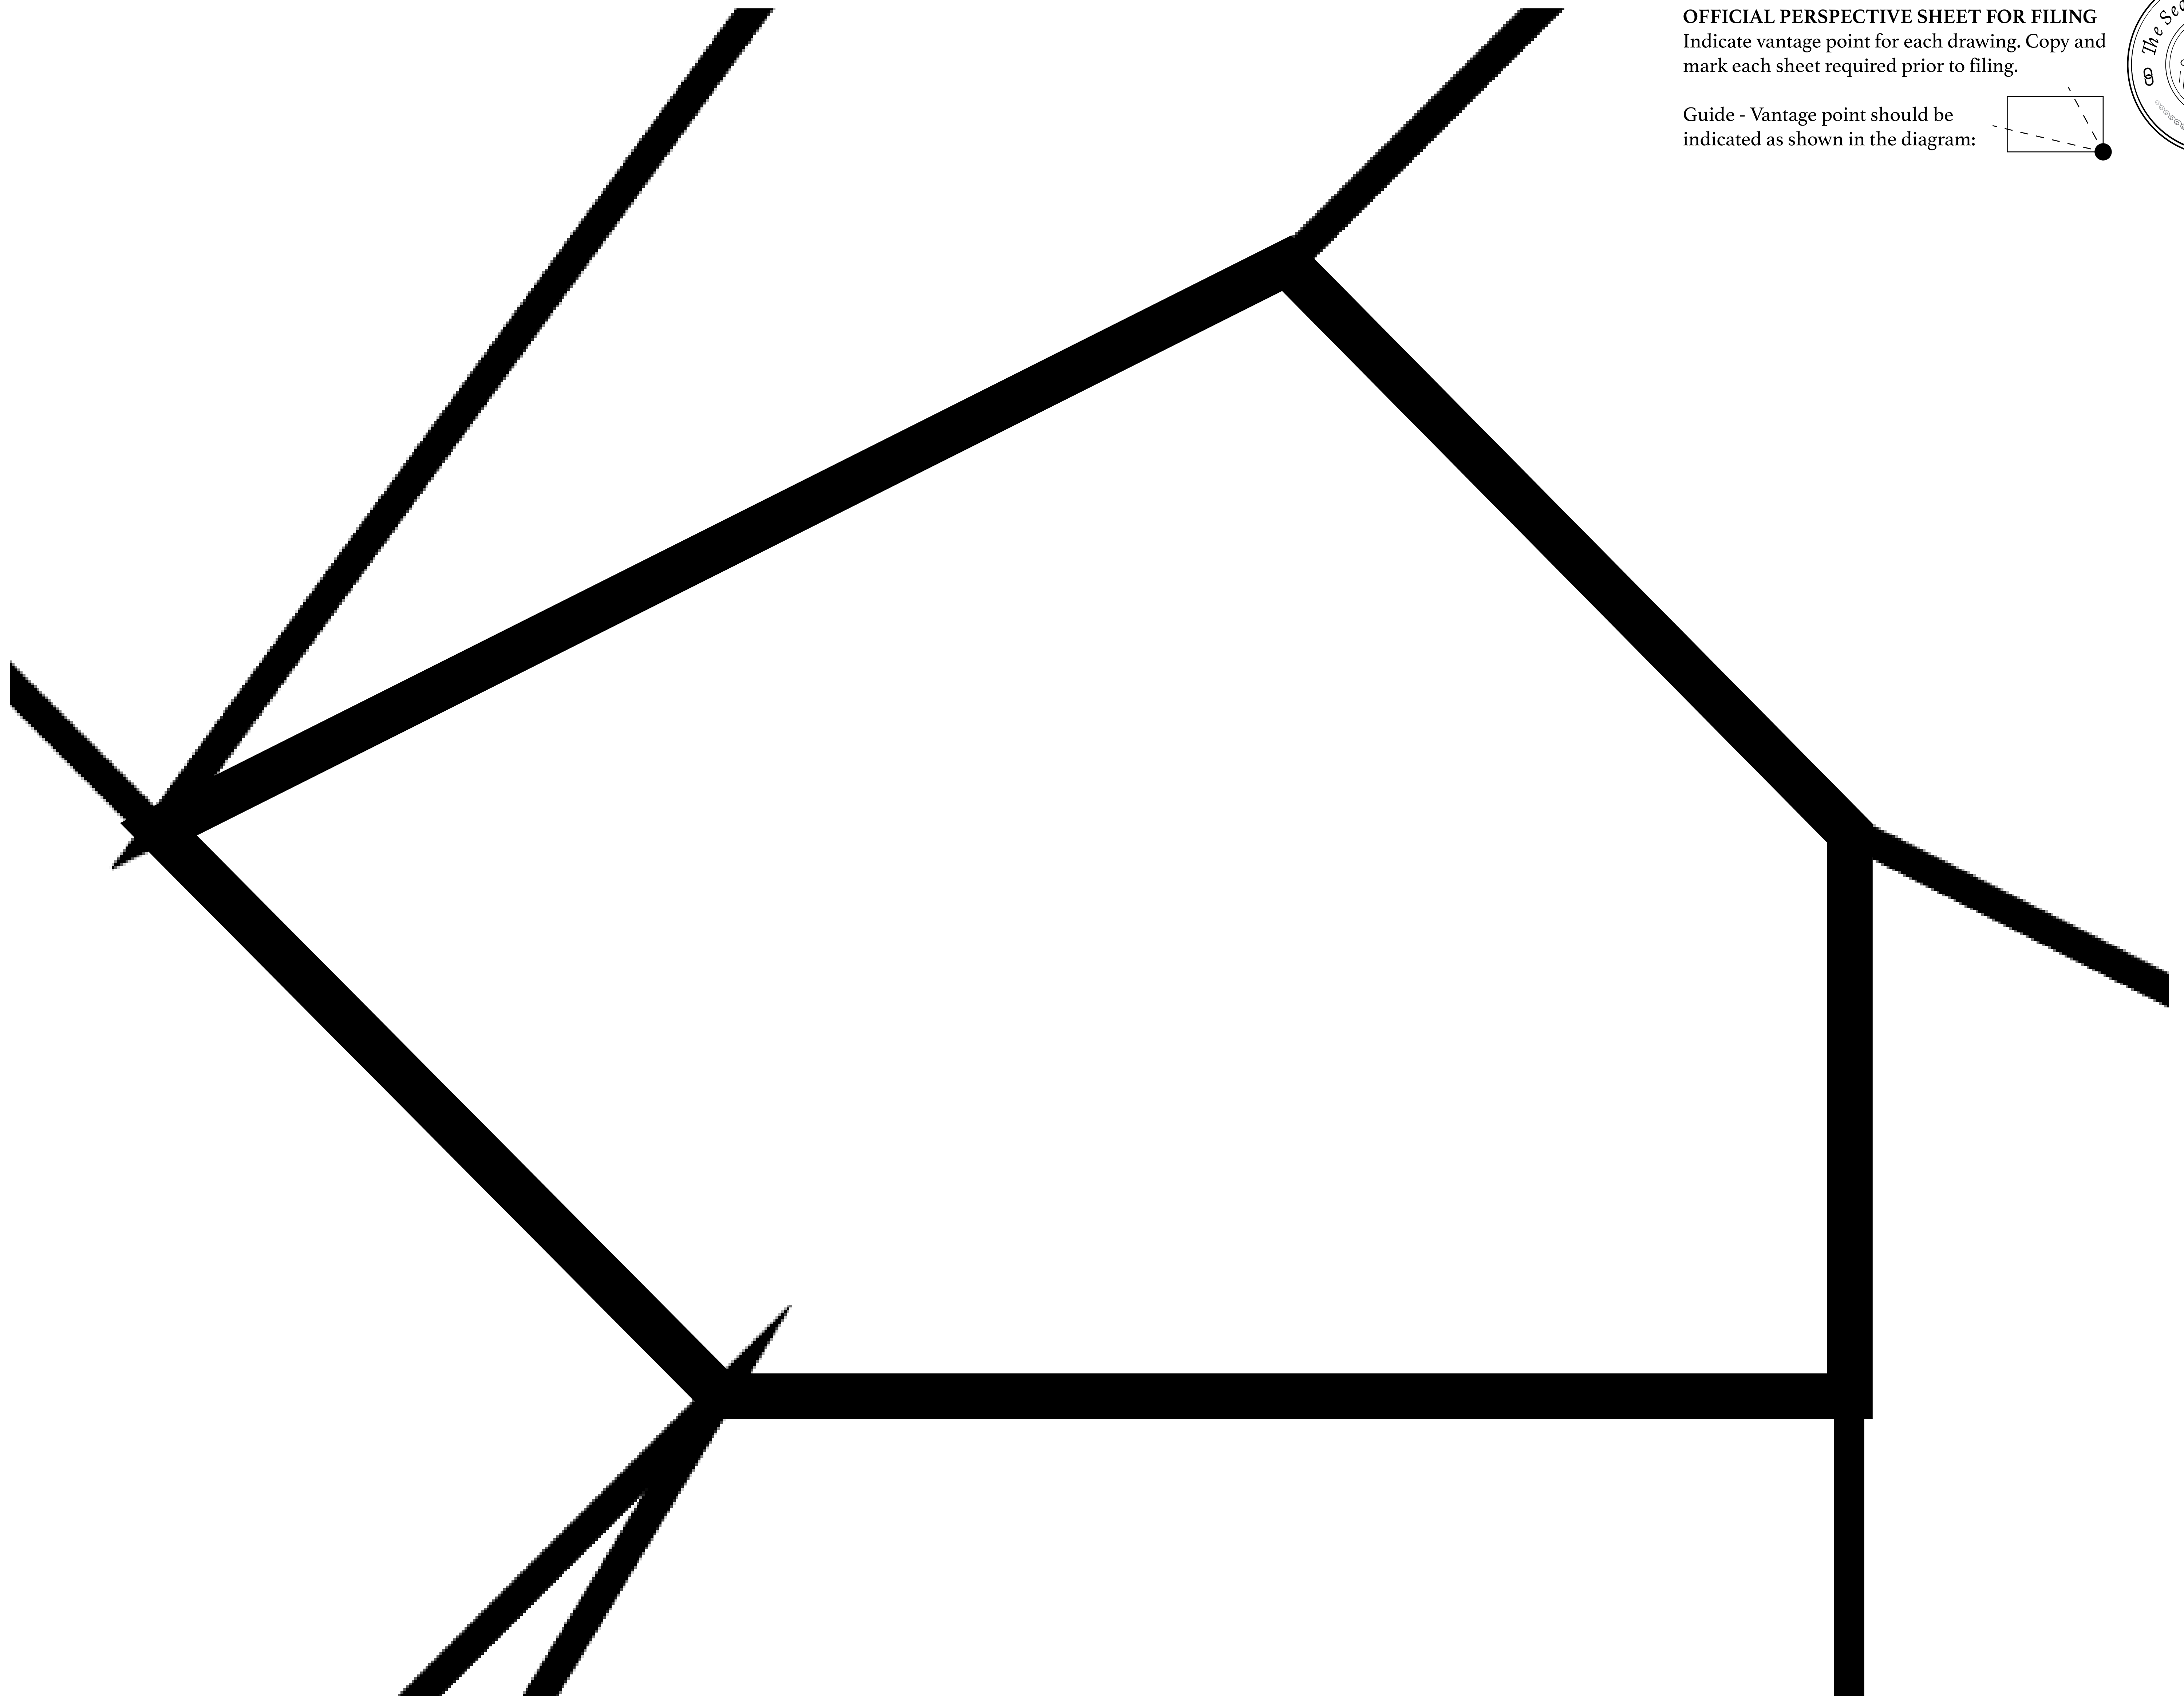 OFFICIAL PERSPECTIVE SHEET FOR FILING
Indicate vantage point for each drawing. Copy and
mark each sheet required prior to filing.
Guide - Vantage point should be
indicated as shown in the diagram:
The